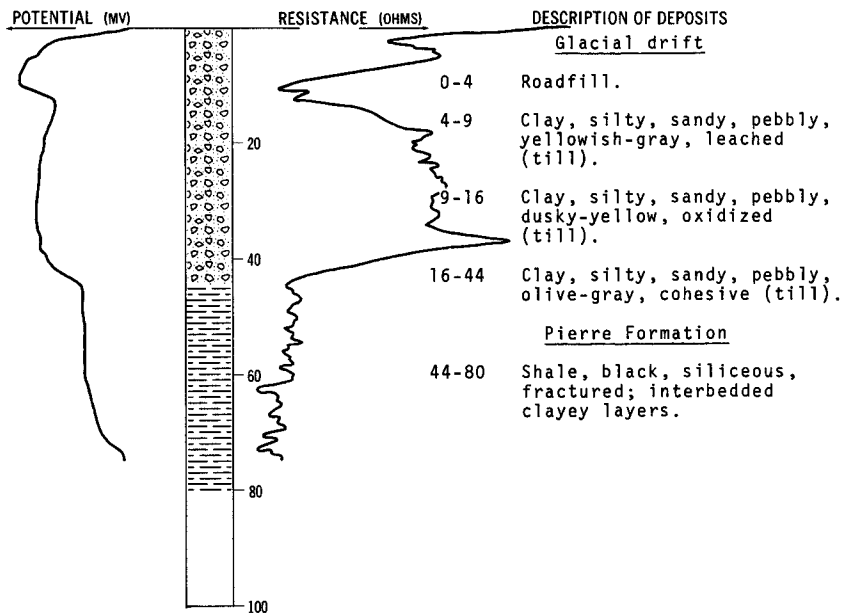 POTENTIAL (MV) RESISTANCE (OHMS) DESCRIPTION OF DEPOSITS
Glacial drift
0-4 Roadfill.
4-9 Clay, silty, sandy, pebbly,
yellowish-gray, leached
(till).
20
9-16 Clay, silty, sandy, pebbly,
dusky-yellow, oxidized
(till).
40
16-44 Clay, silty, sandy, pebbly,
olive-gray, cohesive (till).
Pierre Formation
60
44-80 Shale, black, siliceous,
fractured; interbedded
clayey layers.
80
100